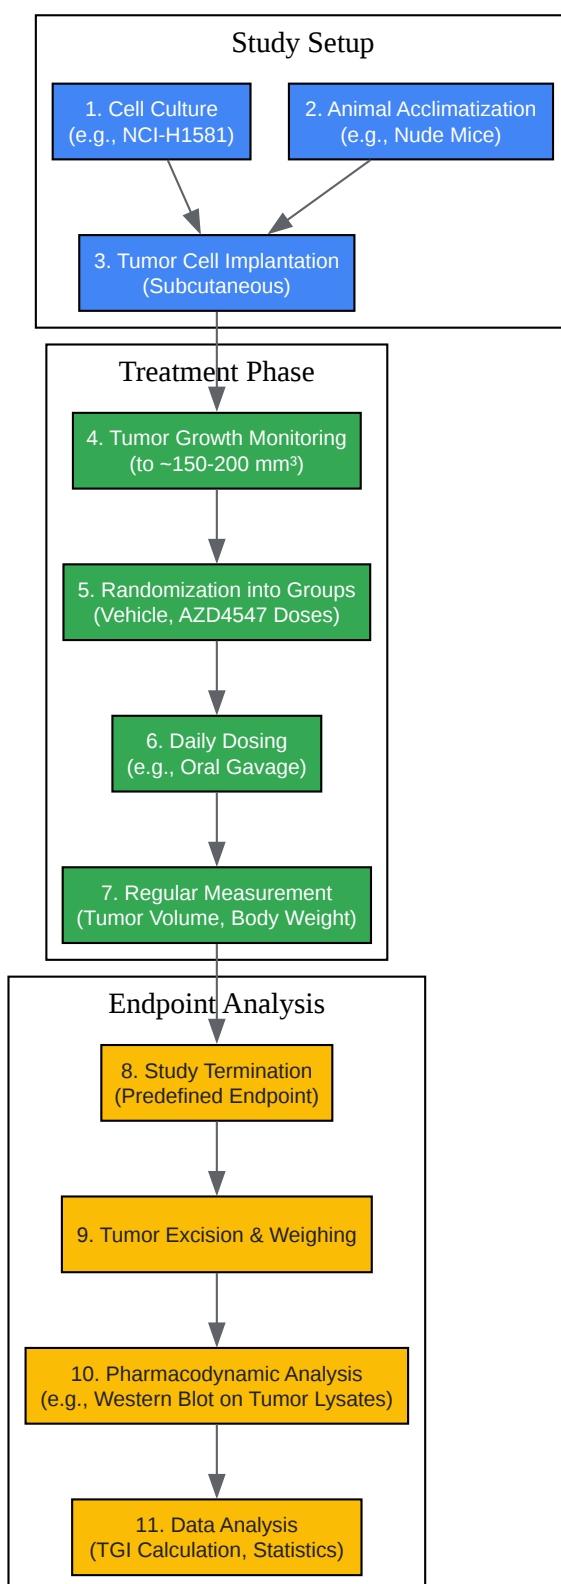 Study Setup
1. Cell Culture
(e.g., NCI-H1581)
2. Animal Acclimatization
(e.g., Nude Mice)
3. Tumor Cell Implantation
(Subcutaneous)
Treatment Phase
4. Tumor Growth Monitoring
(to ~150-200 mm³)
5. Randomization into Groups
(Vehicle, AZD4547 Doses)
6. Daily Dosing
(e.g., Oral Gavage)
7. Regular Measurement
(Tumor Volume, Body Weight)
Endpoint Analysis
8. Study Termination
(Predefined Endpoint)
9. Tumor Excision & Weighing
10. Pharmacodynamic Analysis
(e.g., Western Blot on Tumor Lysates)
11. Data Analysis
(TGI Calculation, Statistics)